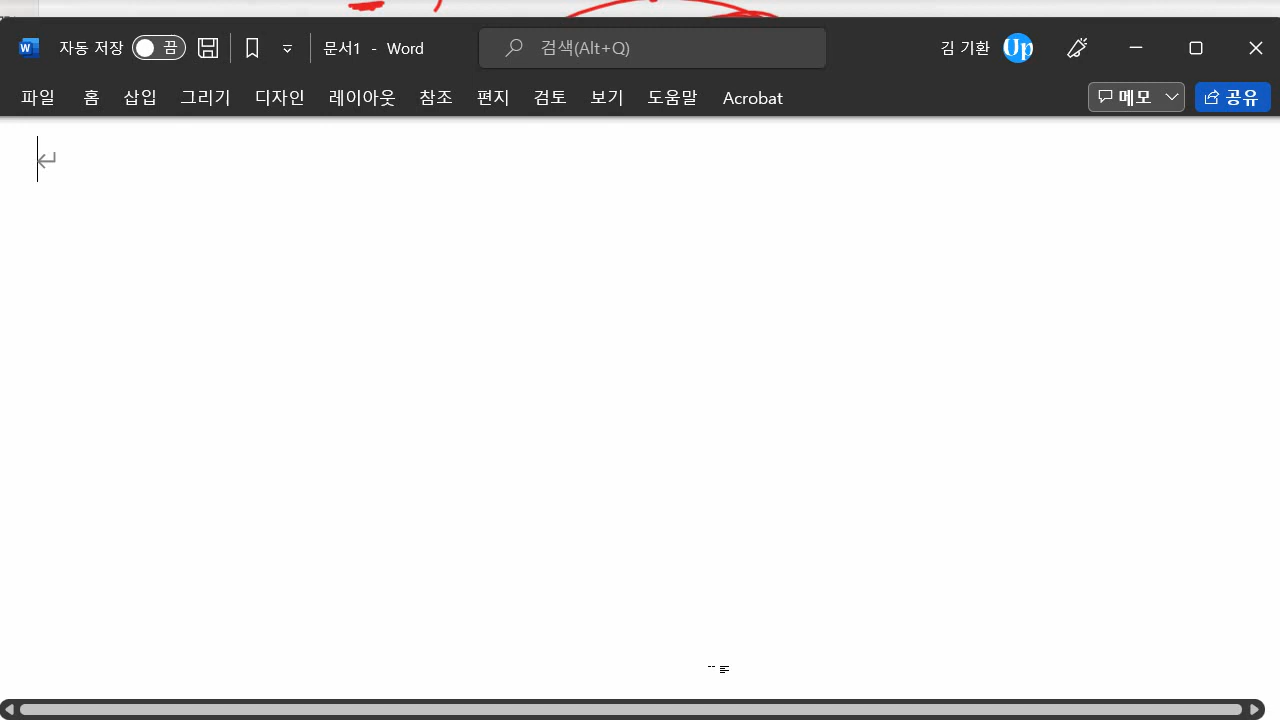 자동 저장 끔 문서1 - Word 검색(Alt+Q) 김 기환 Up
파일 홈 삽입 그리기 디자인 레이아웃 참조 편지 검토 보기 도움말 Acrobat 메모 공유